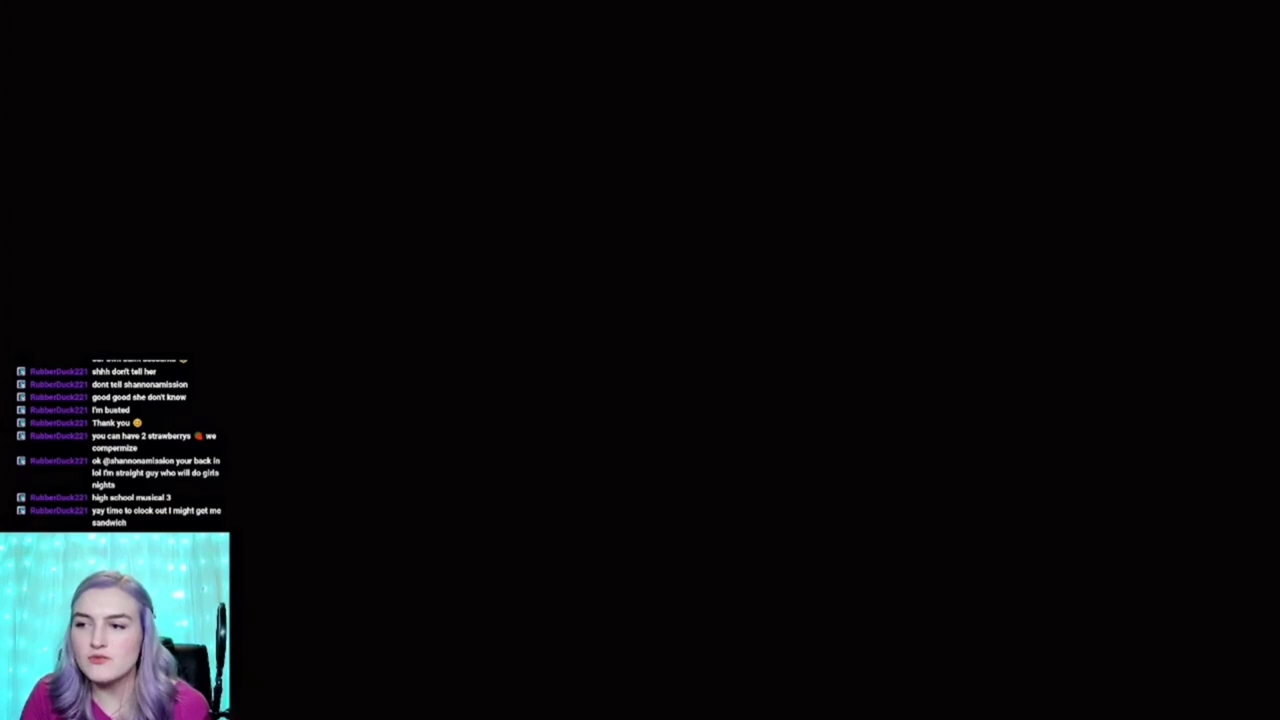 RubberDuck221 shhh don't tell her
RubberDuck221 dont tell shannonamission
RubberDuck221 good good she don't know
RubberDuck221 I'm busted
RubberDuck221 Thank you 😊
RubberDuck221 you can have 2 strawberrys 🍓 we
compermize
RubberDuck221 ok @shannonamission your back in
lol I'm straight guy who will do girls
nights
RubberDuck221 high school musical 3
RubberDuck221 yay time to clock out I might get me
sandwich